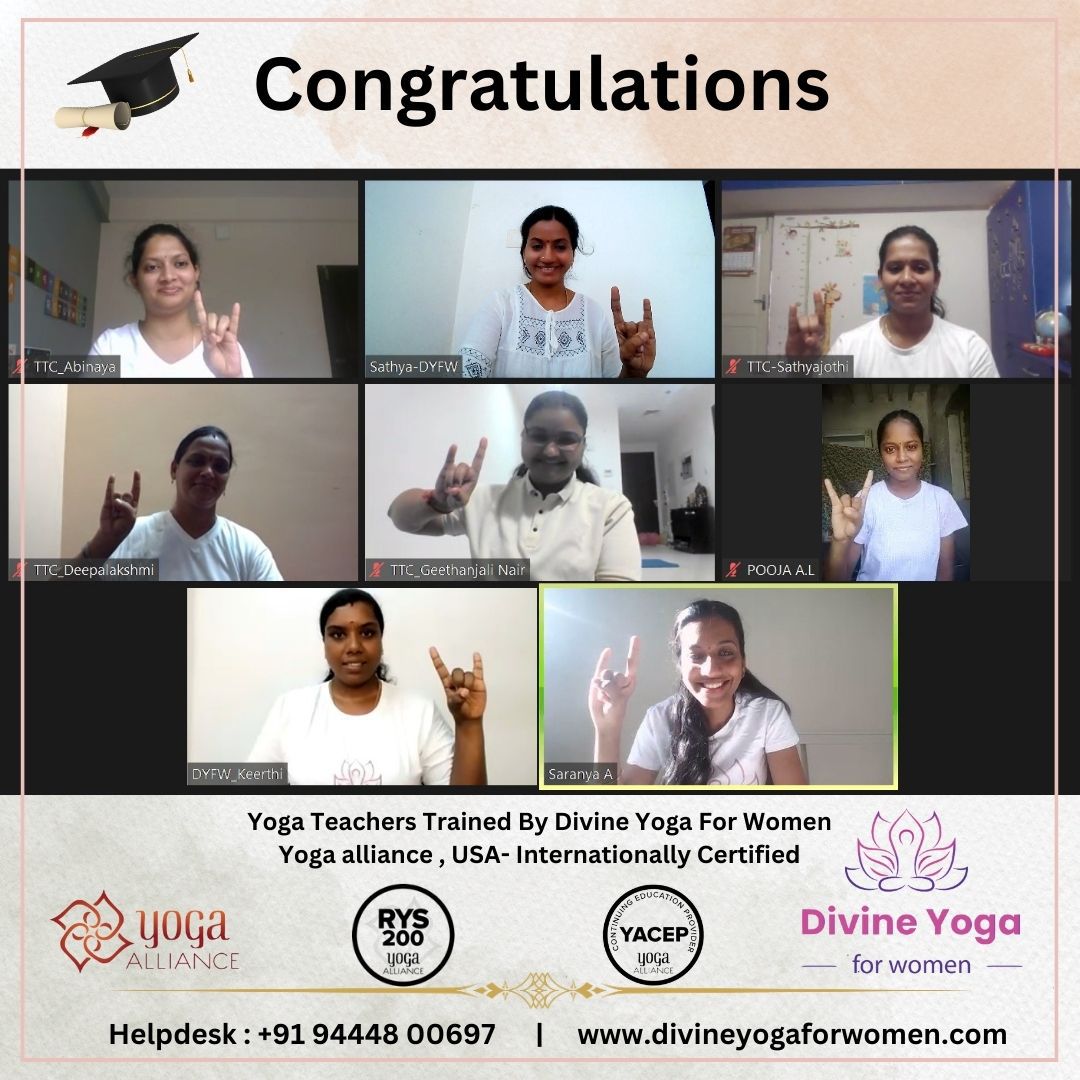 Congratulations
TTC_Abinaya
Sathya-DYFW
TTC-Sathyajothi
TTC_Deepalakshmi
TTC_Geethanjali Nair
POOJA A.L
DYFW_Keerthi
Saranya A
Yoga Teachers Trained By Divine Yoga For Women
Yoga alliance , USA- Internationally Certified
yoga
ALLIANCE
RYS
200
yoga
ALLIANCE
CONTINUING EDUCATION PROVIDER
YACEP
yoga
ALLIANCE
Divine Yoga
for women
Helpdesk : +91 94448 00697 | www.divineyogaforwomen.com